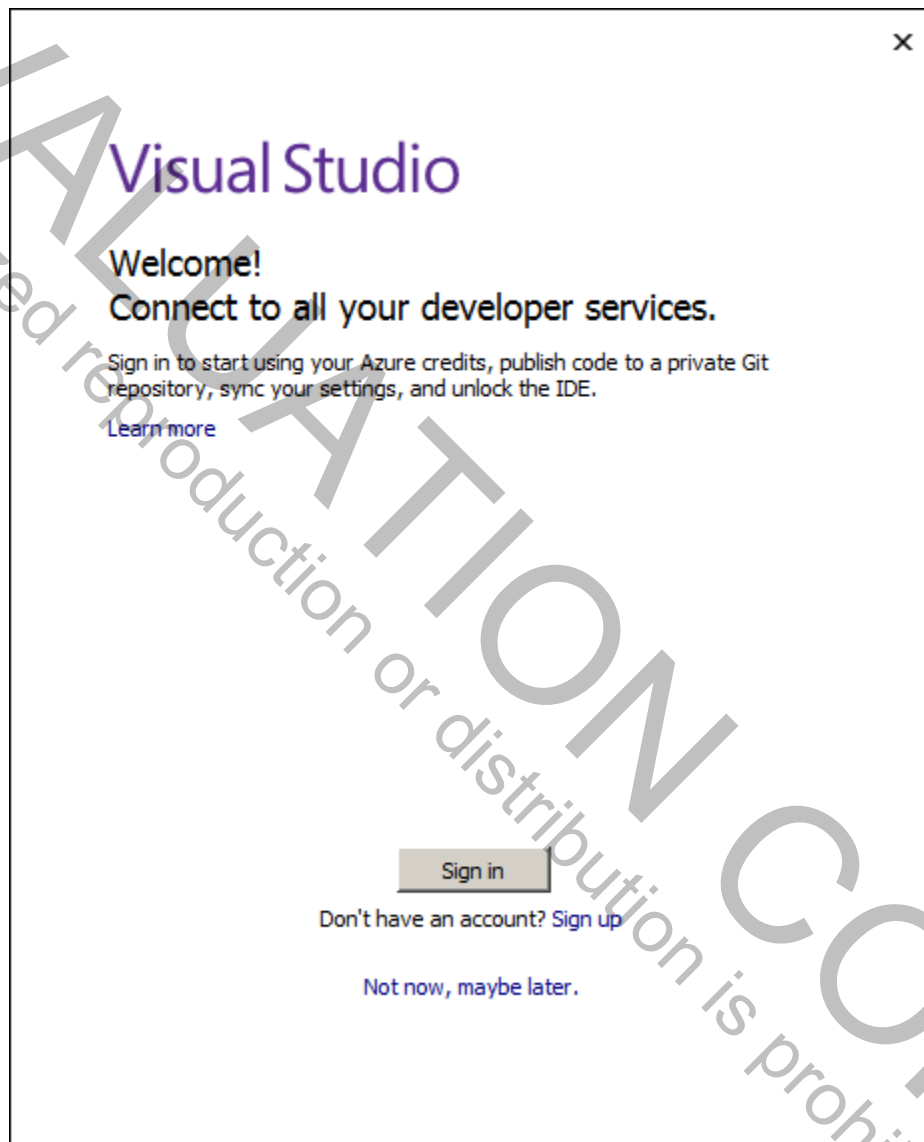 Visual Studio
Welcome!
Connect to all your developer services.
Sign in to start using your Azure credits, publish code to a private Git
repository, sync your settings, and unlock the IDE.
Learn more
Sign in
Don't have an account? Sign up
Not now, maybe later.
reproduction or distribution is